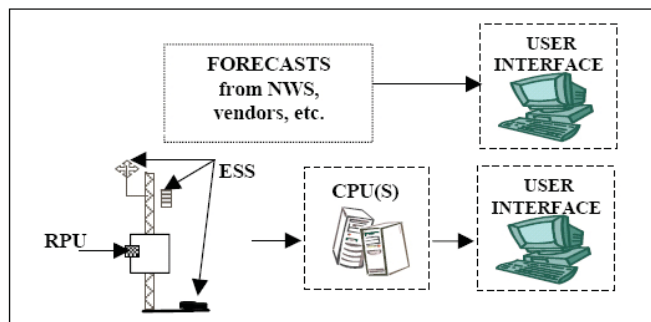 FORECASTS
from NWS,
vendors, etc.
USER
INTERFACE
ESS
CPU(S)
USER
INTERFACE
RPU